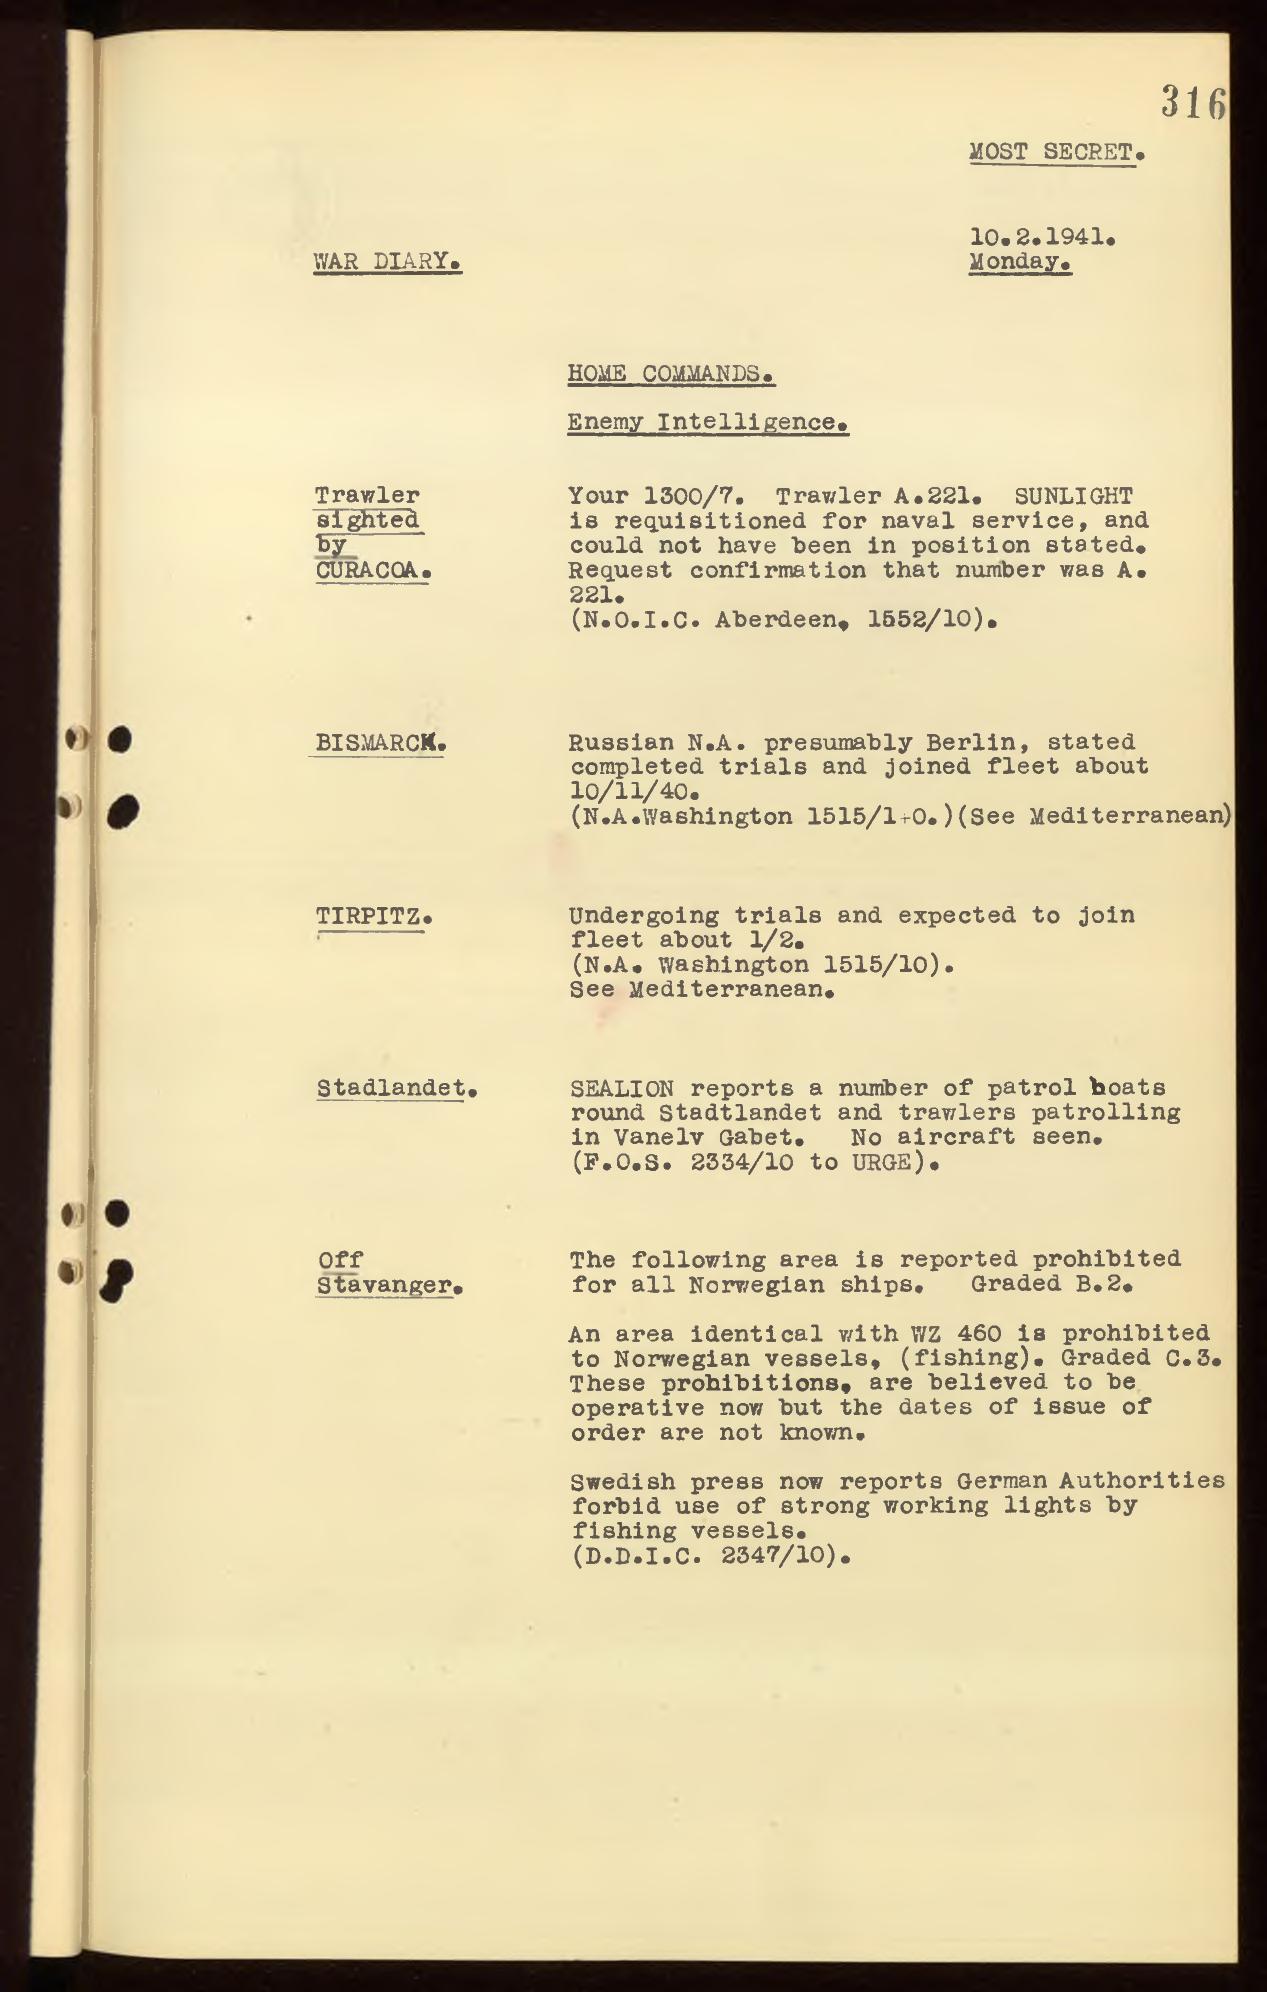 316
MOST SECRET.
10.2.1941.
WAR DIARY.
Monday.
HOME COMMANDS.
Enemy Intelligence.
Trawler
sighted
by
CURACOA.
Your 1300/7. Trawler A.221. SUNLIGHT
is requisitioned for naval service, and
could not have been in position stated.
Request confirmation that number was A.
221.
(N.O.I.C. Aberdeen, 1552/10).
BISMARCK.
Russian N.A. presumably Berlin, stated
completed trials and joined fleet about
10/11/40.
(N.A.Washington 1515/1+0.)(See Mediterranean)
TIRPITZ.
Undergoing trials and expected to join
fleet about 1/2.
(N.A. Washington 1515/10).
See Mediterranean.
Stadlandet.
SEALION reports a number of patrol boats
round Stadtlandet and trawlers patrolling
in Vanelv Gabet. No aircraft seen.
(F.O.S. 2334/10 to URGE).
Off
Stavanger.
The following area is reported prohibited
for all Norwegian ships. Graded B.2.
An area identical with WZ 460 is prohibited
to Norwegian vessels, (fishing). Graded C.3.
These prohibitions, are believed to be
operative now but the dates of issue of
order are not known.
Swedish press now reports German Authorities
forbid use of strong working lights by
fishing vessels.
(D.D.I.C. 2347/10).